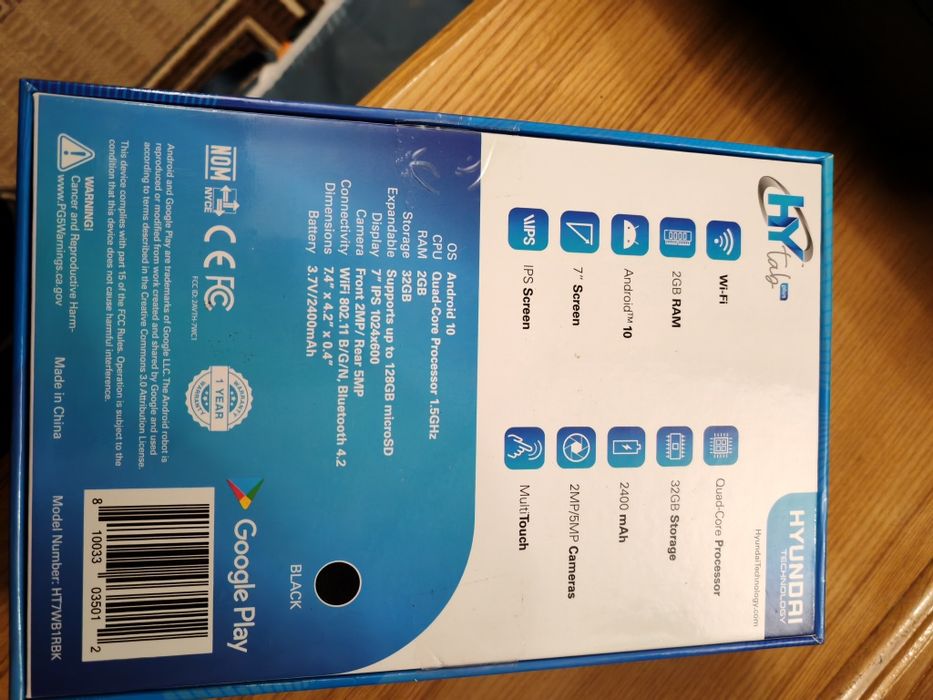 HYtab
HYUNDAI
TECHNOLOGY
HyundaiTechnology.com
Wi-Fi
Quad-Core Processor
2GB RAM
32GB Storage
Android™ 10
2400 mAh
7” Screen
2MP/5MP Cameras
IPS
IPS Screen
MultiTouch
OS Android 10
CPU Quad-Core Processor 1.5GHz
RAM 2GB
Storage 32GB
Expandable Supports up to 128GB microSD
Display 7” IPS 1024x600
Camera Front 2MP/ Rear 5MP
Connectivity WiFi 802.11 B/G/N, Bluetooth 4.2
Dimensions 7.4” x 4.2” x 0.4”
Battery 3.7V/2400mAh
BLACK
NOM
NYCE
CE FC
FCC ID: 2AVTH-7WC1
WARRANTY
1 YEAR
WARRANTY
Google Play
Android and Google Play are trademarks of Google LLC. The Android robot is
reproduced or modified from work created and shared by Google and used
according to terms described in the Creative Commons 3.0 Attribution License.
This device complies with part 15 of the FCC Rules. Operation is subject to the
condition that this device does not cause harmful interference.
WARNING!
Cancer and Reproductive Harm-
www.PG5Warnings.ca.gov
Made in China
8 10033 03501 2
Model Number: HT7WB1RBK